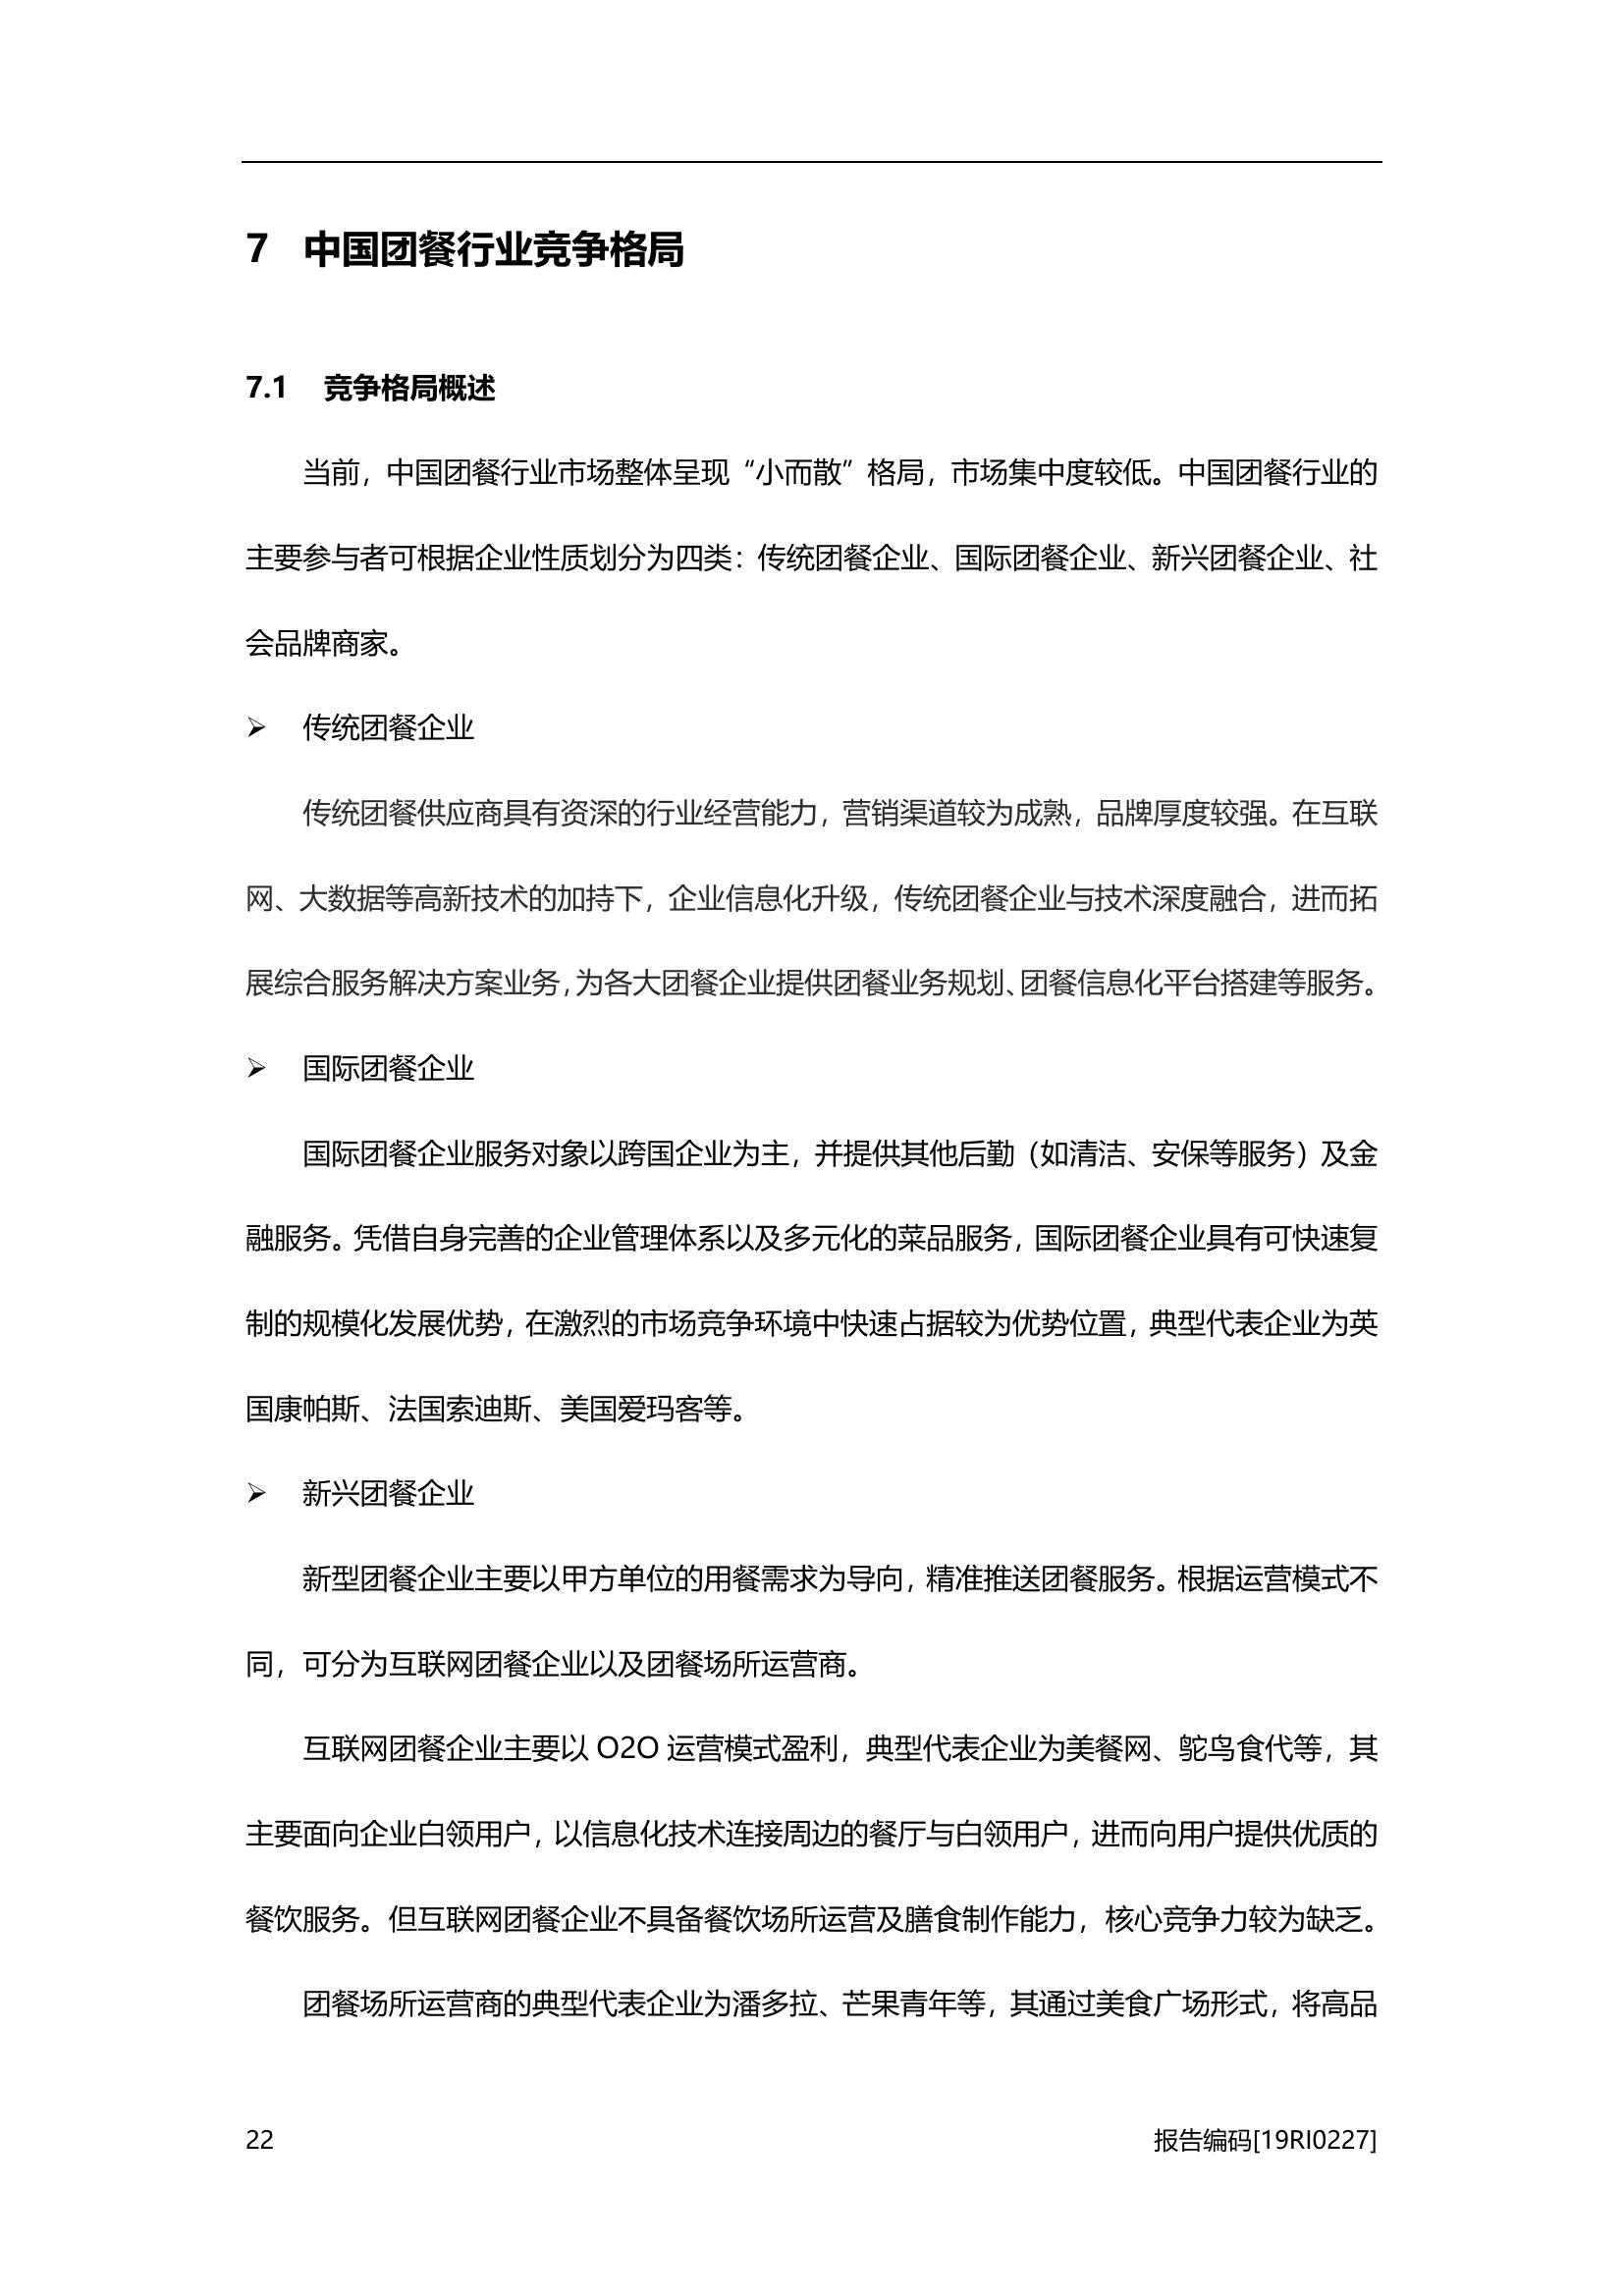 7 中国团餐行业竞争格局
7.1 竞争格局概述
当前，中国团餐行业市场整体呈现“小而散”格局，市场集中度较低。中国团餐行业的
主要参与者可根据企业性质划分为四类：传统团餐企业、国际团餐企业、新兴团餐企业、社
会品牌商家。
➢ 传统团餐企业
传统团餐供应商具有资深的行业经营能力，营销渠道较为成熟，品牌厚度较强。在互联
网、大数据等高新技术的加持下，企业信息化升级，传统团餐企业与技术深度融合，进而拓
展综合服务解决方案业务，为各大团餐企业提供团餐业务规划、团餐信息化平台搭建等服务。
➢ 国际团餐企业
国际团餐企业服务对象以跨国企业为主，并提供其他后勤（如清洁、安保等服务）及金
融服务。凭借自身完善的企业管理体系以及多元化的菜品服务，国际团餐企业具有可快速复
制的规模化发展优势，在激烈的市场竞争环境中快速占据较为优势位置，典型代表企业为英
国康帕斯、法国索迪斯、美国爱玛客等。
➢ 新兴团餐企业
新型团餐企业主要以甲方单位的用餐需求为导向，精准推送团餐服务。根据运营模式不
同，可分为互联网团餐企业以及团餐场所运营商。
互联网团餐企业主要以 O2O 运营模式盈利，典型代表企业为美餐网、鸵鸟食代等，其
主要面向企业白领用户，以信息化技术连接周边的餐厅与白领用户，进而向用户提供优质的
餐饮服务。但互联网团餐企业不具备餐饮场所运营及膳食制作能力，核心竞争力较为缺乏。
团餐场所运营商的典型代表企业为潘多拉、芒果青年等，其通过美食广场形式，将高品
22 报告编码[19RI0227]